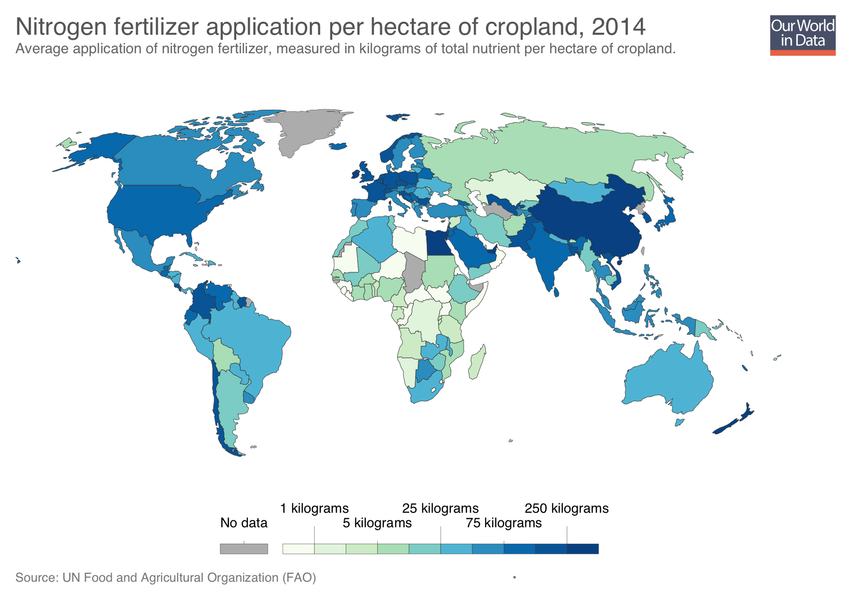 Nitrogen fertilizer application per hectare of cropland, 2014
Average application of nitrogen fertilizer, measured in kilograms of total nutrient per hectare of cropland.
Our World
in Data
1 kilograms 25 kilograms 250 kilograms
No data 5 kilograms 75 kilograms
Source: UN Food and Agricultural Organization (FAO)